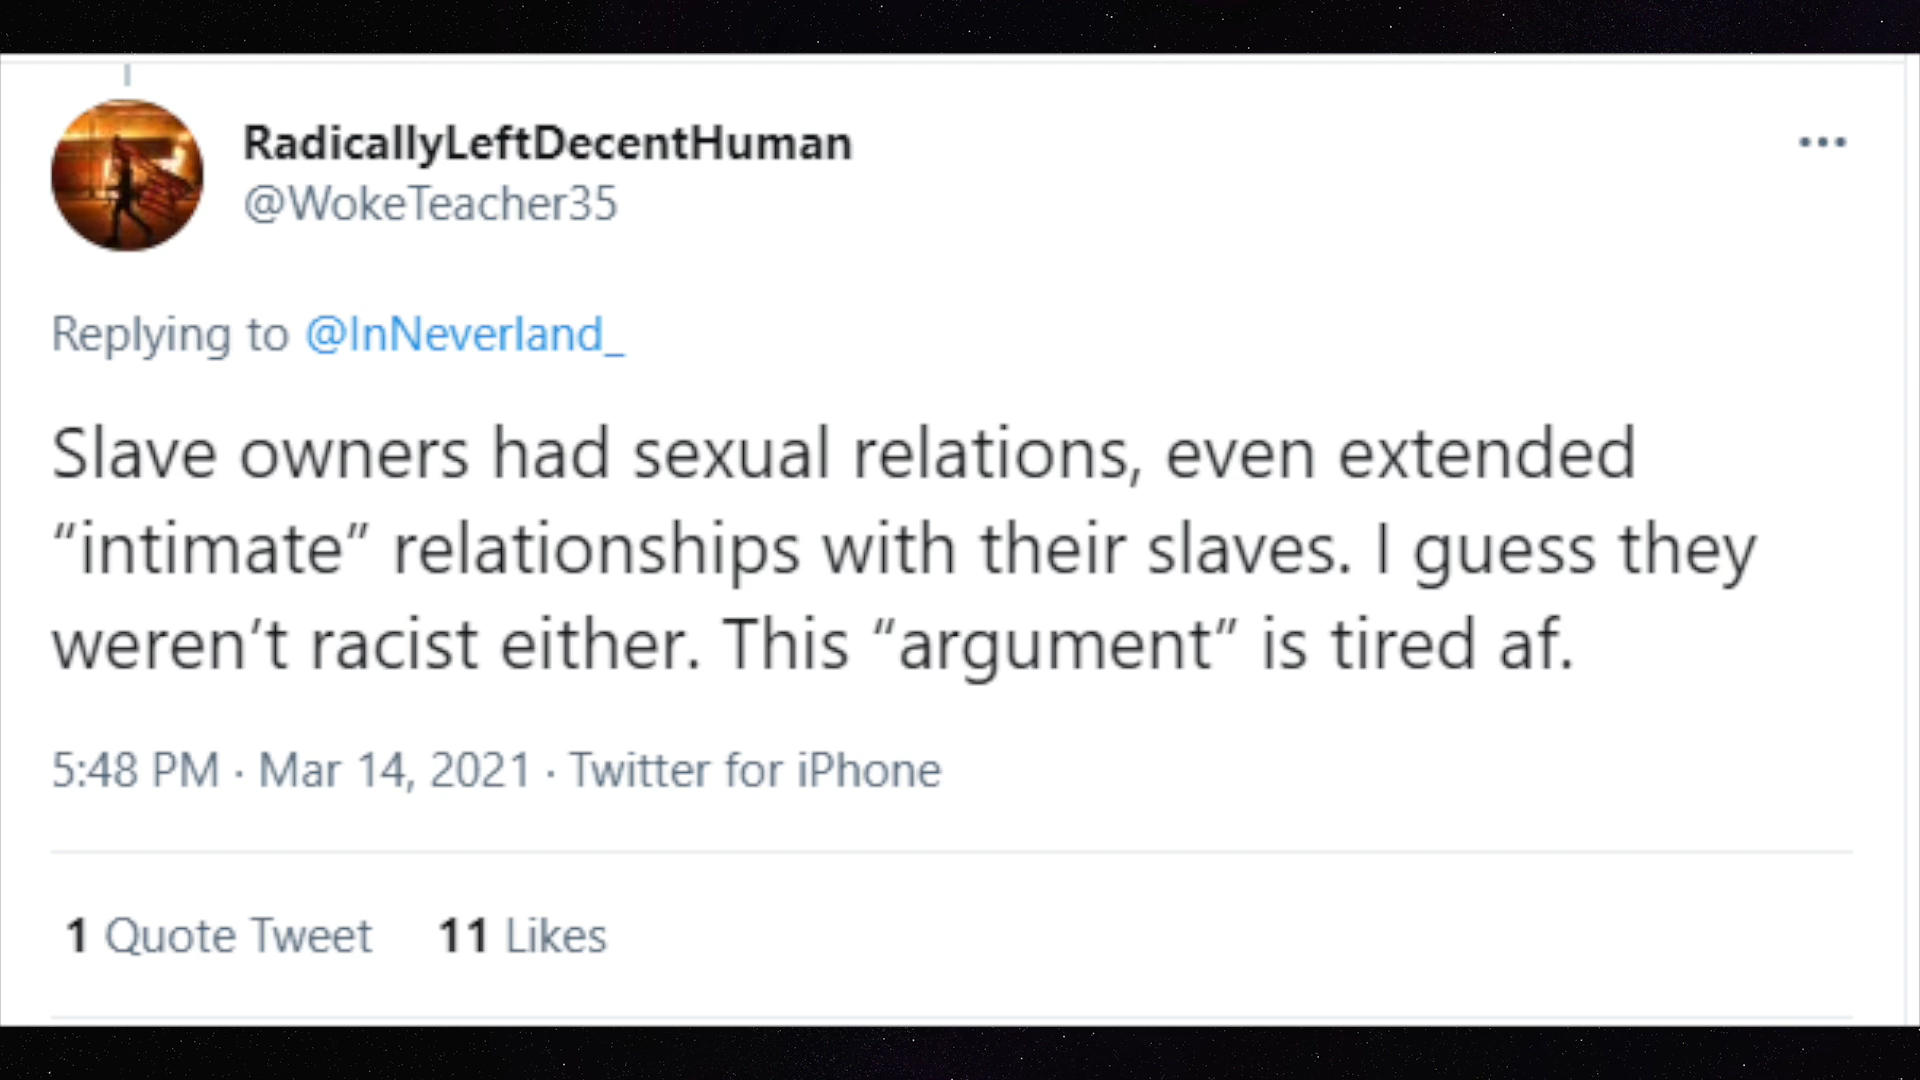 RadicallyLeftDecentHuman
@WokeTeacher35
Replying to @InNeverland_
Slave owners had sexual relations, even extended
“intimate” relationships with their slaves. I guess they
weren’t racist either. This “argument” is tired af.
5:48 PM · Mar 14, 2021 · Twitter for iPhone
1 Quote Tweet 11 Likes